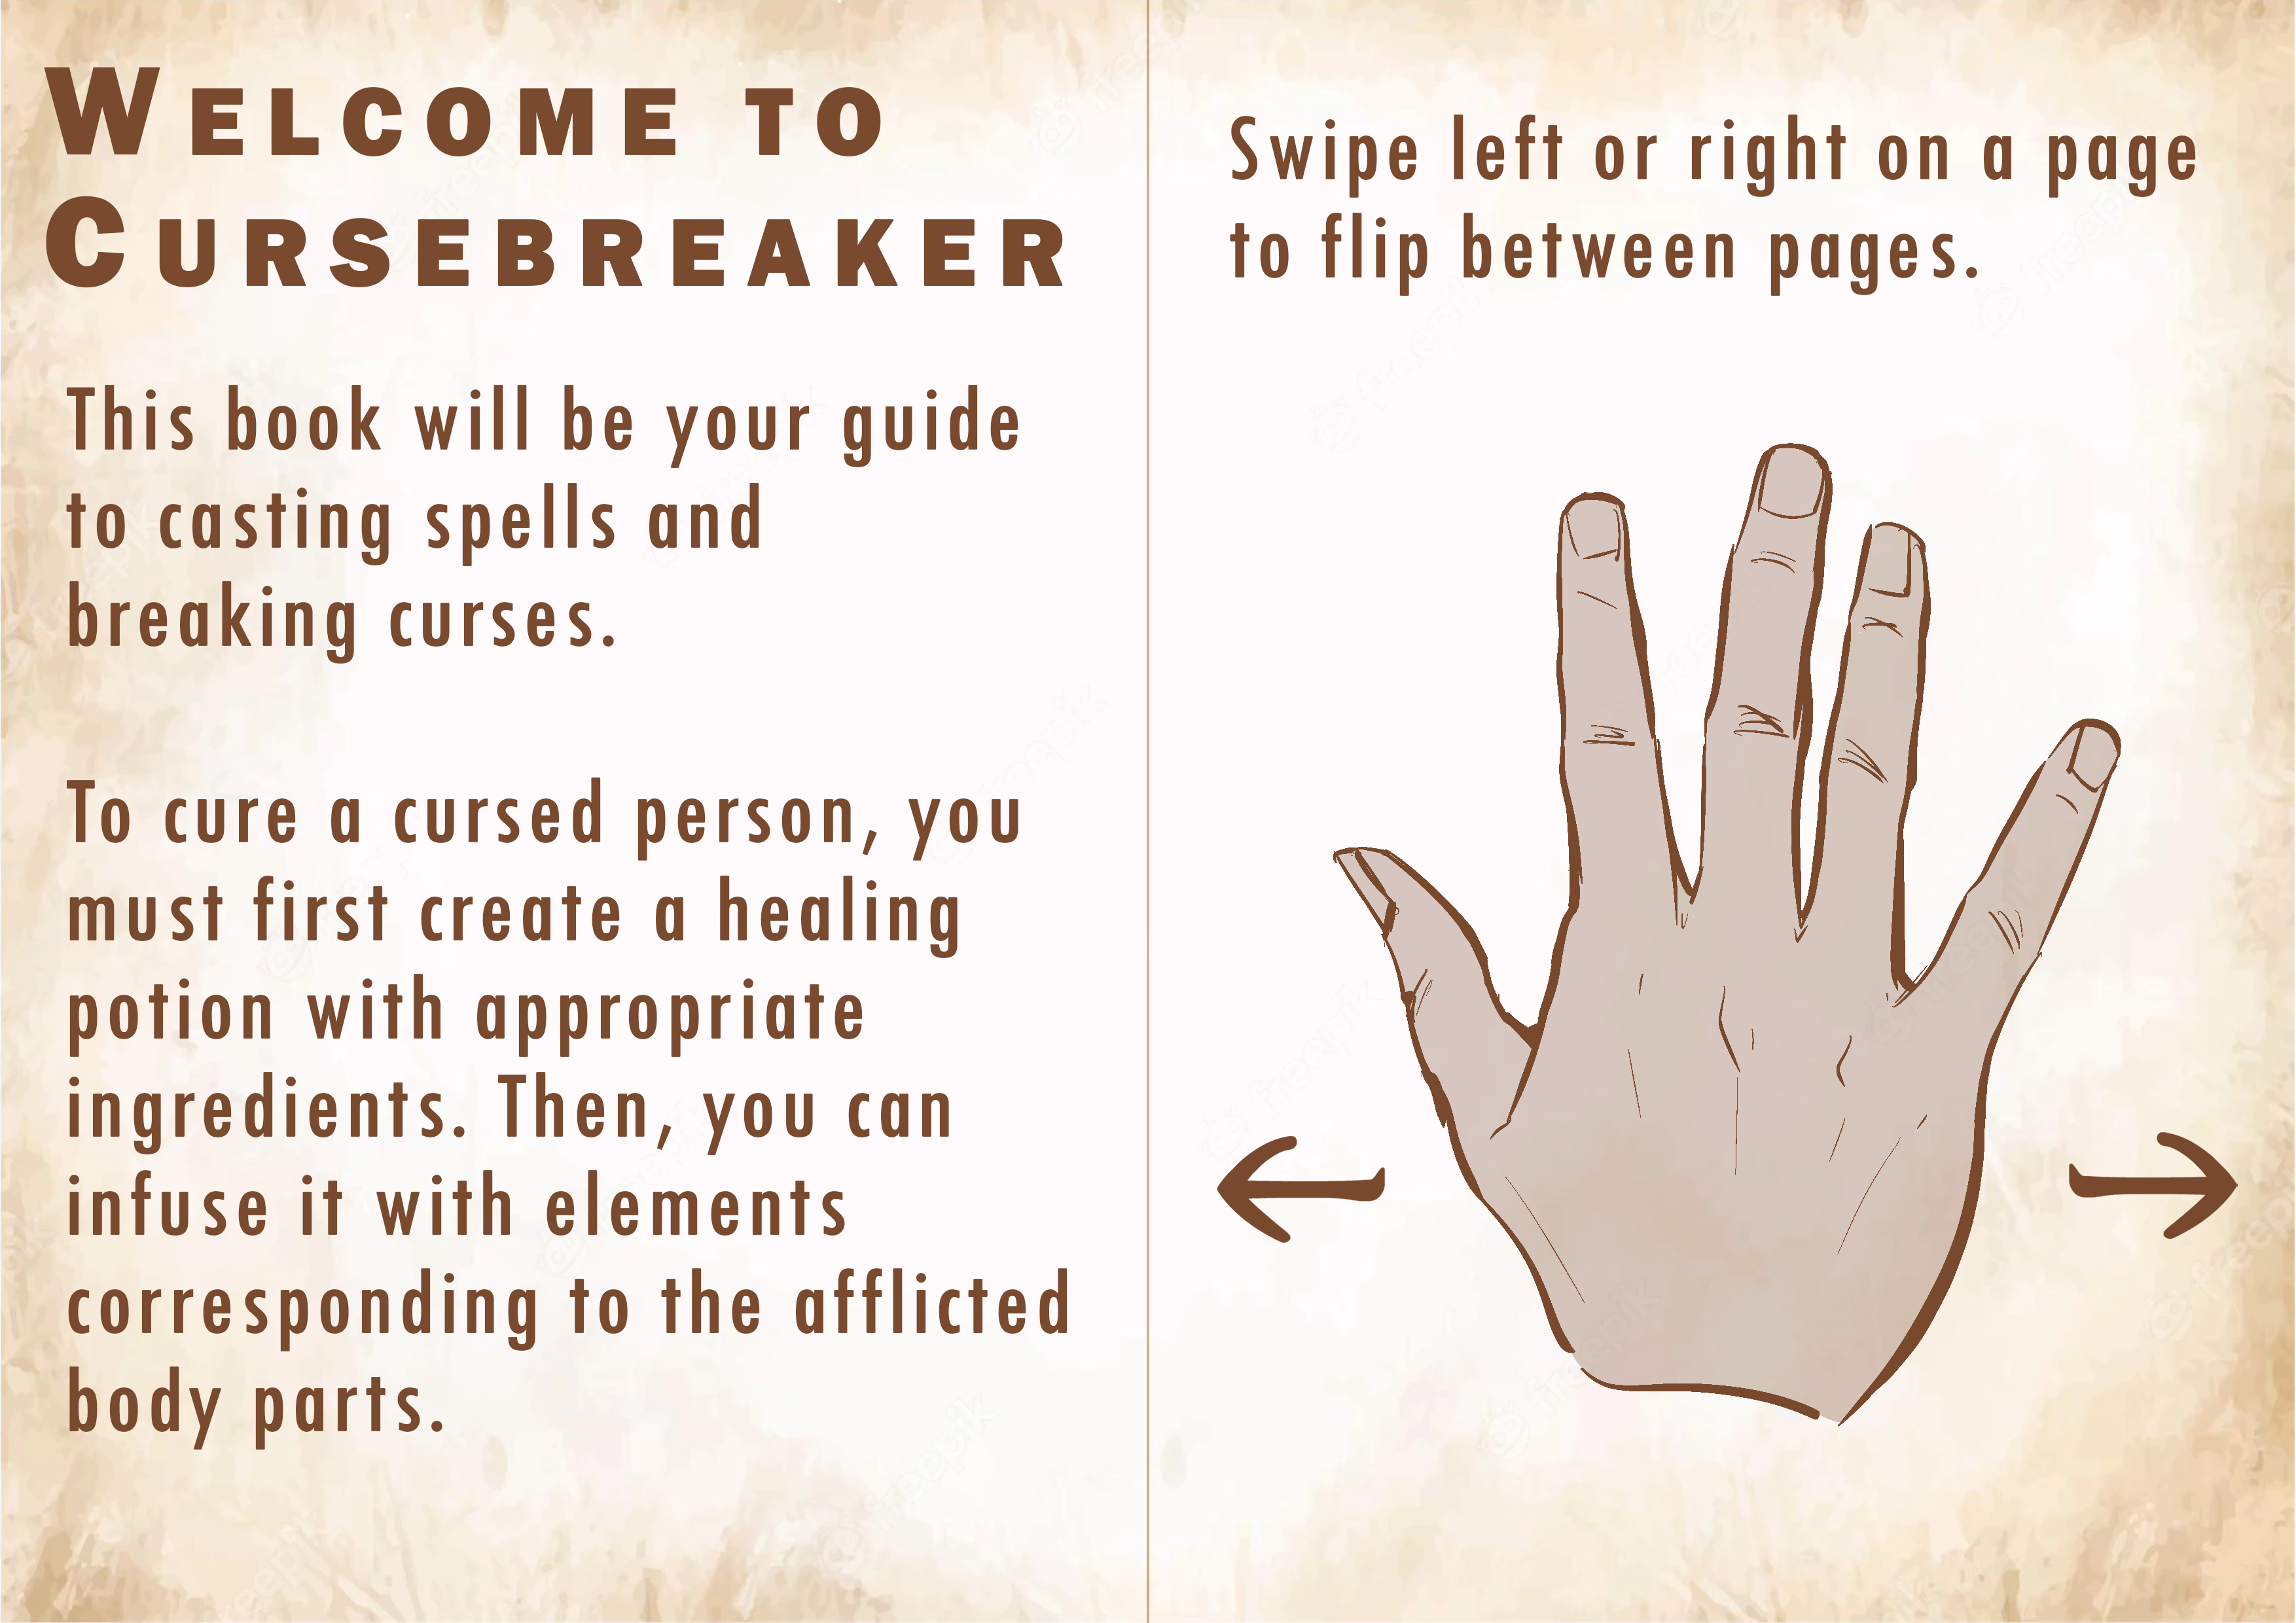 WELCOME TO
CURSEBREAKER
This book will be your guide
to casting spells and
breaking curses.
To cure a cursed person, you
must first create a healing
potion with appropriate
ingredients. Then, you can
infuse it with elements
corresponding to the afflicted
body parts.
Swipe left or right on a page
to flip between pages.
freepik